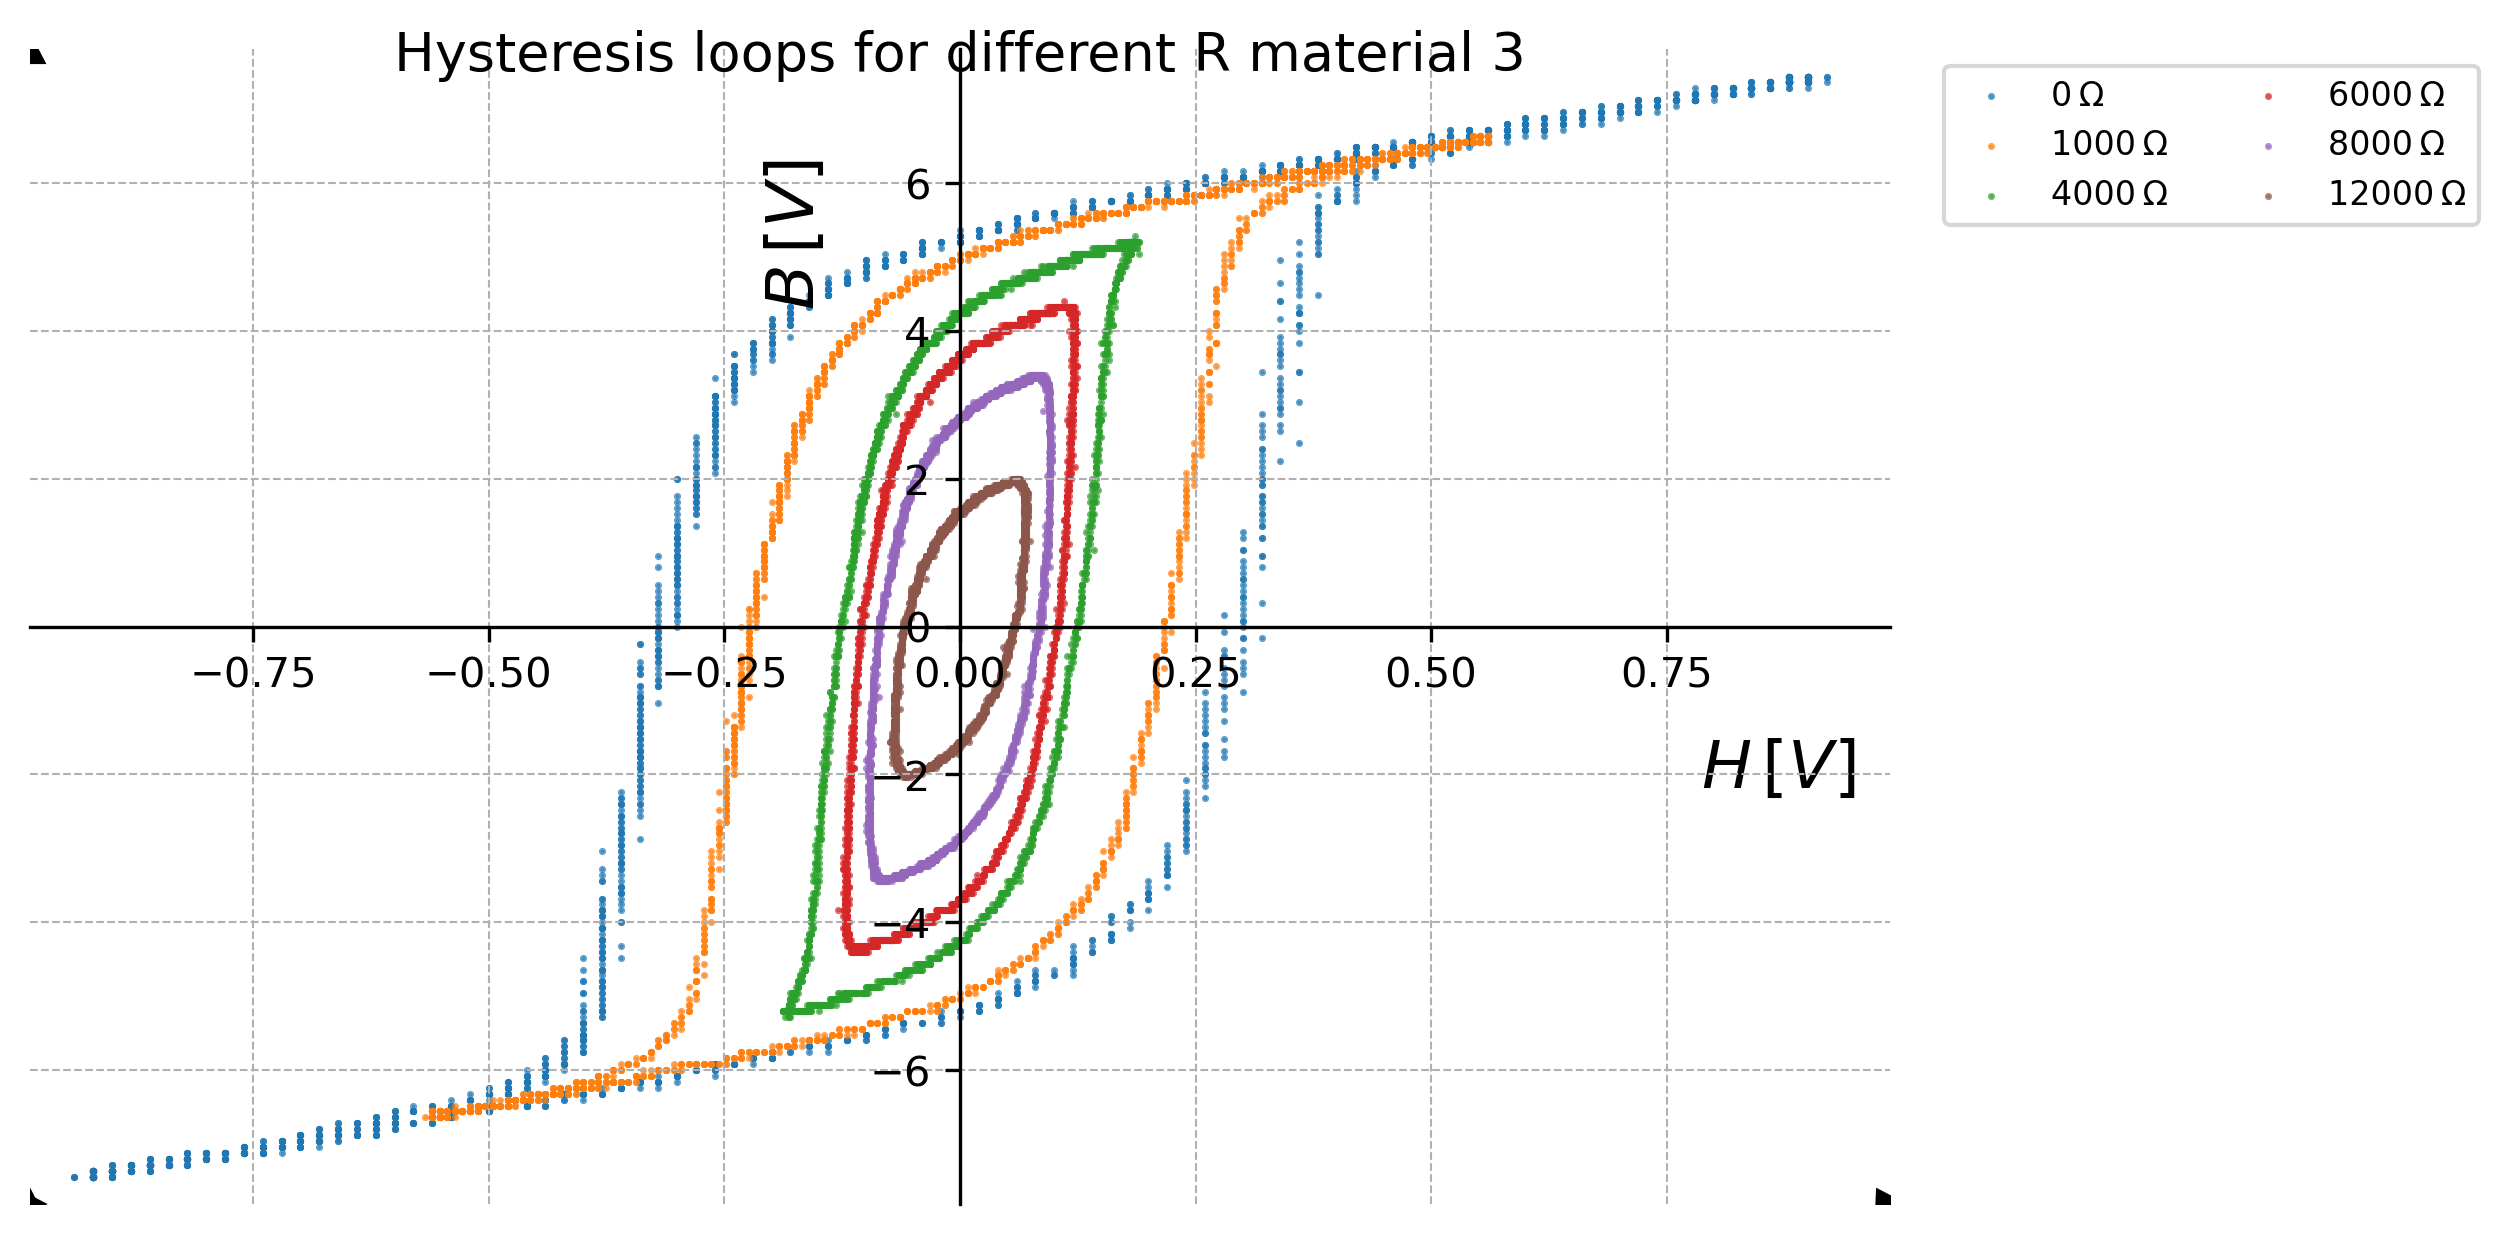 Hysteresis loops for different R material 3
0 Ω
1000 Ω
4000 Ω
6000 Ω
8000 Ω
12000 Ω
B [V]
6
4
2
0
−2
−4
−6
−0.75 −0.50 −0.25 0.00 0.25 0.50 0.75
H [V]